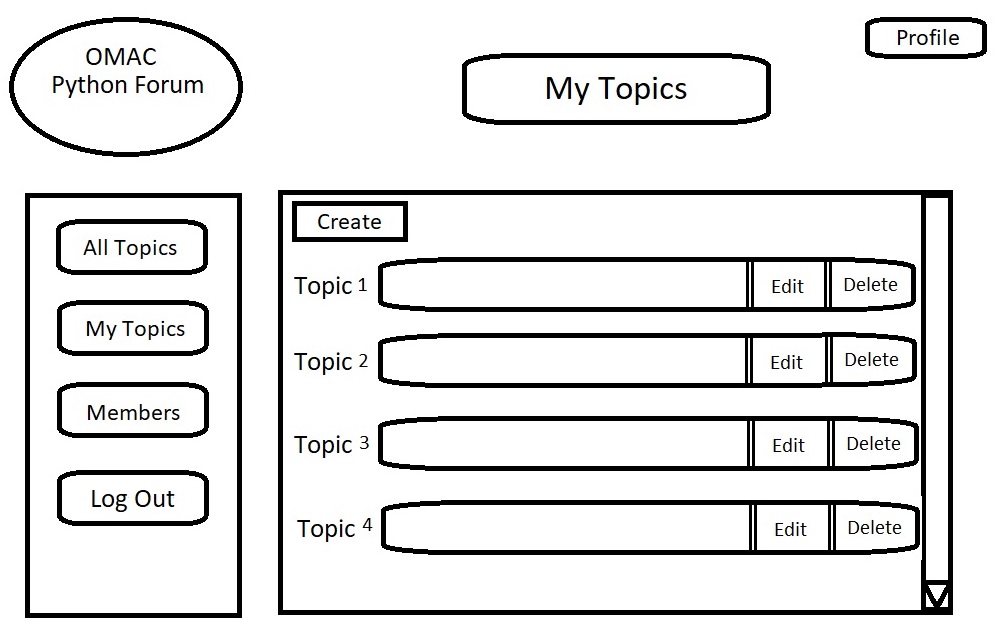 OMAC
Python Forum
Profile
My Topics
All Topics
My Topics
Members
Log Out
Create
Topic 1 Edit Delete
Topic 2 Edit Delete
Topic 3 Edit Delete
Topic 4 Edit Delete